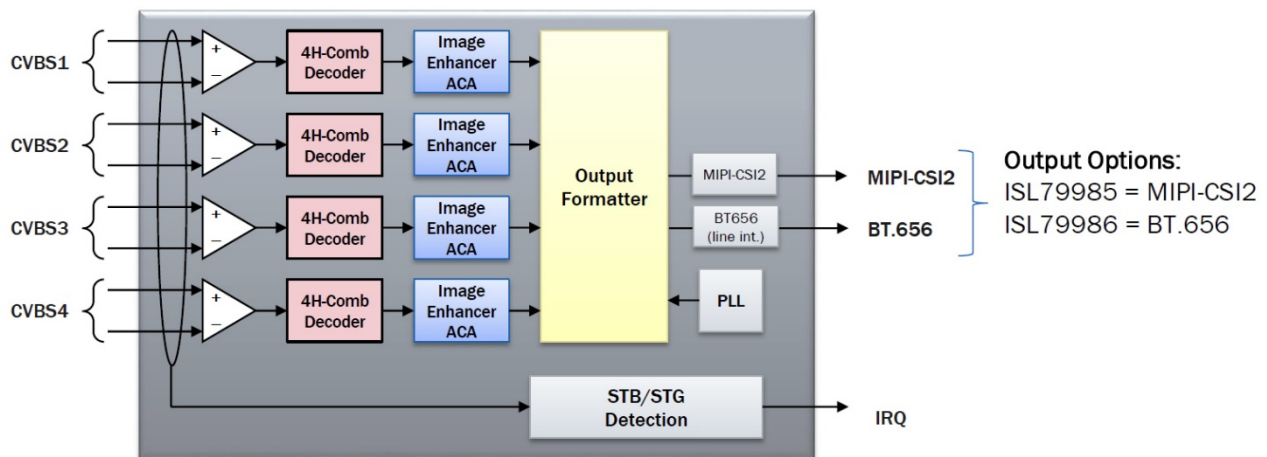 CVBS1
+
−
4H-Comb
Decoder
Image
Enhancer
ACA
CVBS2
+
−
4H-Comb
Decoder
Image
Enhancer
ACA
CVBS3
+
−
4H-Comb
Decoder
Image
Enhancer
ACA
CVBS4
+
−
4H-Comb
Decoder
Image
Enhancer
ACA
Output
Formatter
MIPI-CSI2
BT656
(line int.)
PLL
STB/STG
Detection
MIPI-CSI2
BT.656
IRQ
Output Options:
ISL79985 = MIPI-CSI2
ISL79986 = BT.656